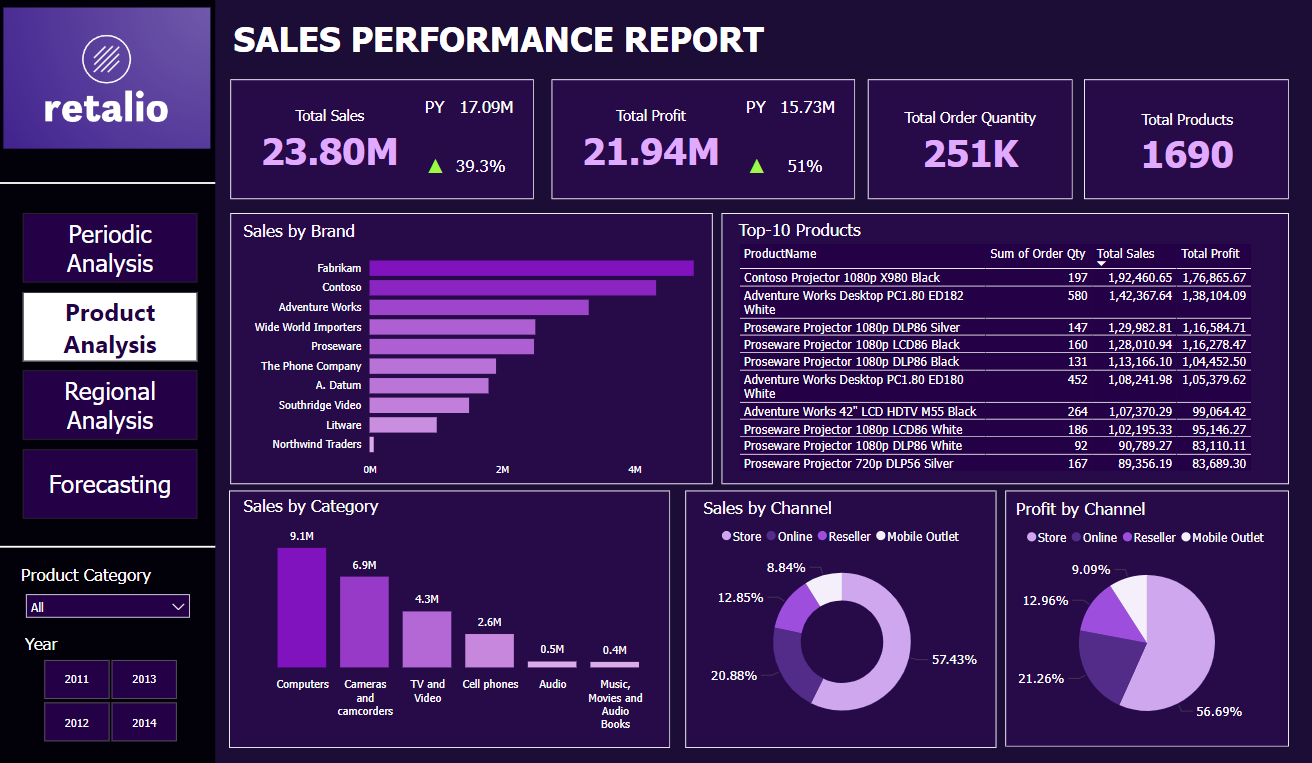 retalio
SALES PERFORMANCE REPORT
Total Sales
23.80M
PY 17.09M
39.3%
Total Profit
21.94M
PY 15.73M
51%
Total Order Quantity
251K
Total Products
1690
Periodic
Analysis
Product
Analysis
Regional
Analysis
Forecasting
Product Category
All
Year
2011 2013
2012 2014
Sales by Brand
Fabrikam
Contoso
Adventure Works
Wide World Importers
Proseware
The Phone Company
A. Datum
Southridge Video
Litware
Northwind Traders
0M 2M 4M
Top-10 Products
ProductName Sum of Order Qty Total Sales Total Profit
Contoso Projector 1080p X980 Black 197 1,92,460.65 1,76,865.67
Adventure Works Desktop PC1.80 ED182 580 1,42,367.64 1,38,104.09
White
Proseware Projector 1080p DLP86 Silver 147 1,29,982.81 1,16,584.71
Proseware Projector 1080p LCD86 Black 160 1,28,010.94 1,16,278.47
Proseware Projector 1080p DLP86 Black 131 1,13,166.10 1,04,452.50
Adventure Works Desktop PC1.80 ED180 452 1,08,241.98 1,05,379.62
White
Adventure Works 42" LCD HDTV M55 Black 264 1,07,370.29 99,064.42
Proseware Projector 1080p LCD86 White 186 1,02,195.33 95,146.27
Proseware Projector 1080p DLP86 White 92 90,789.27 83,110.11
Proseware Projector 720p DLP56 Silver 167 89,356.19 83,689.30
Sales by Category
9.1M
6.9M
4.3M
2.6M
0.5M
0.4M
Computers
Cameras
and
camcorders
TV and
Video
Cell phones
Audio
Music,
Movies and
Audio
Books
Sales by Channel
Store Online Reseller Mobile Outlet
8.84%
12.85%
20.88%
57.43%
Profit by Channel
Store Online Reseller Mobile Outlet
9.09%
12.96%
21.26%
56.69%